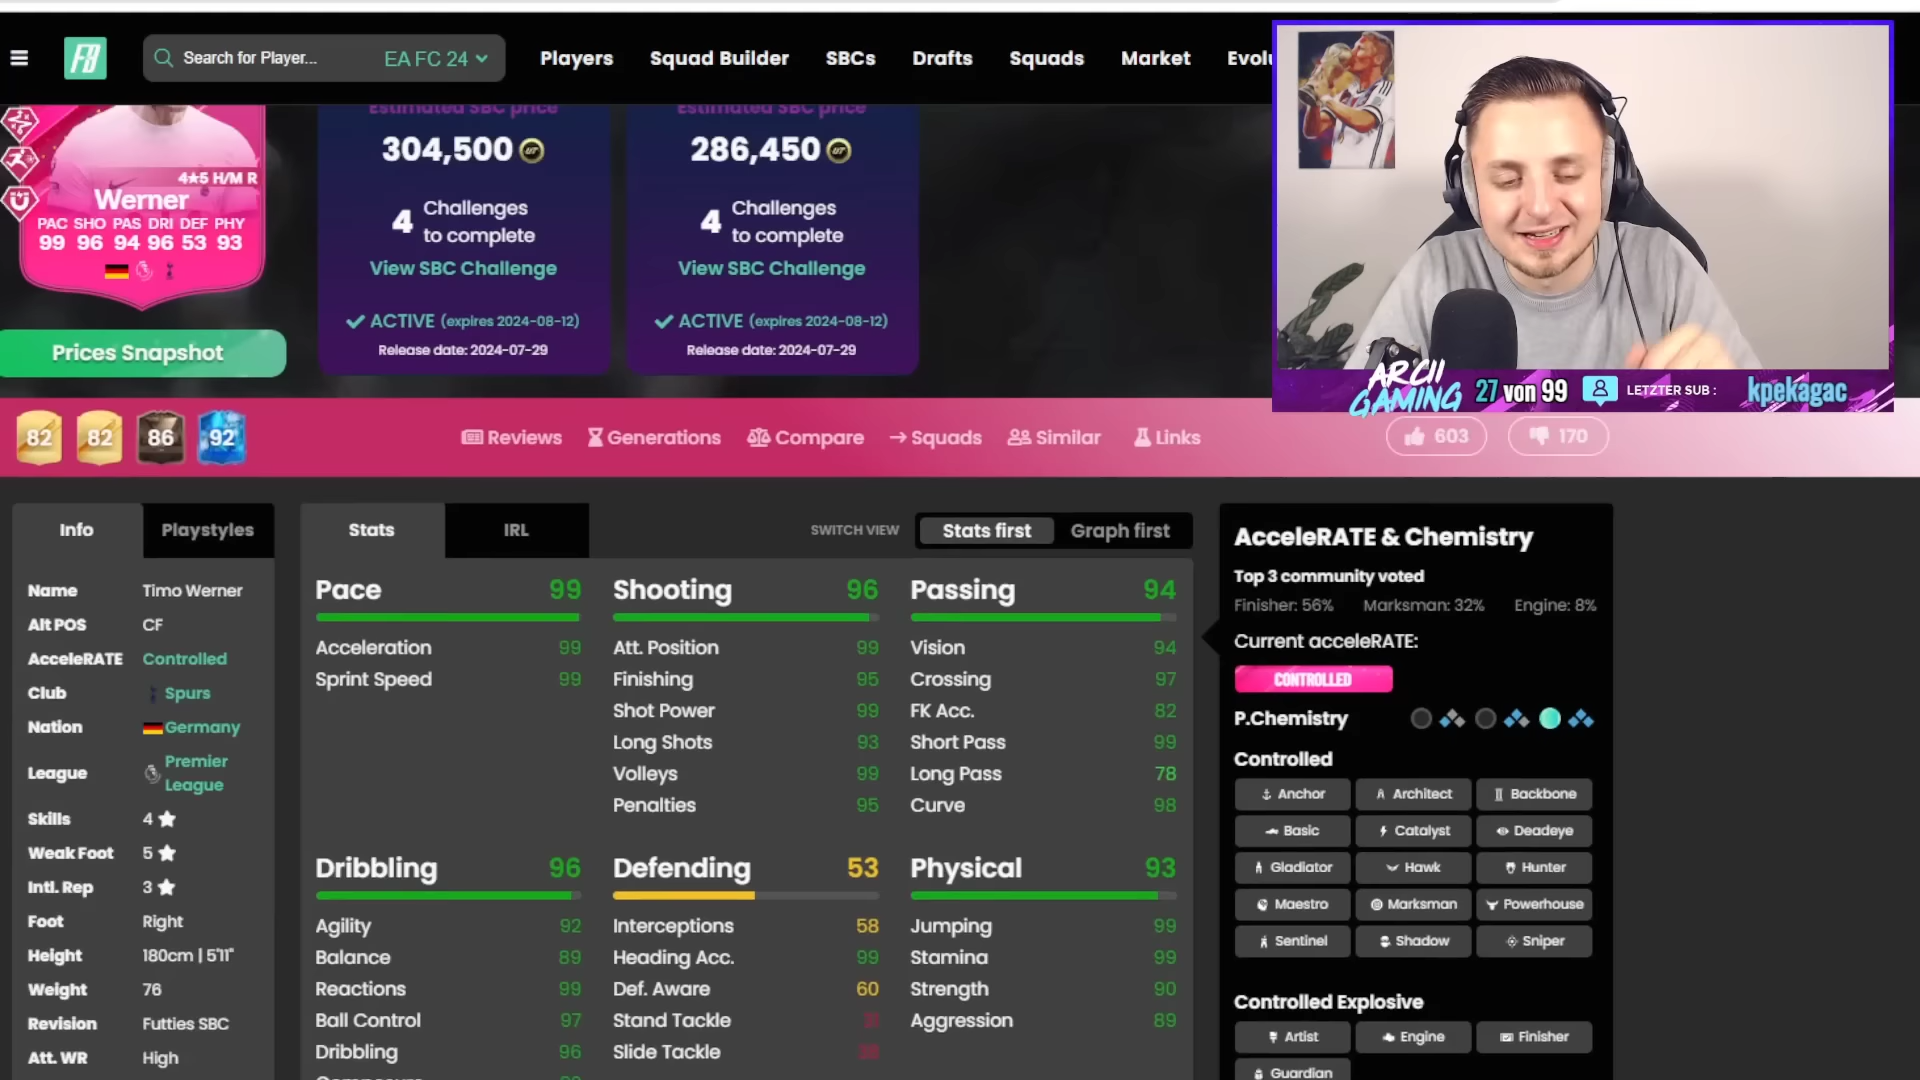 FB
Search for Player...
EA FC 24
Players
Squad Builder
SBCs
Drafts
Squads
Market
Estimated SBC price
304,500
4
Challenges
to complete
View SBC Challenge
ACTIVE (expires 2024-08-12)
Release date: 2024-07-29
Estimated SBC price
286,450
4
Challenges
to complete
View SBC Challenge
ACTIVE (expires 2024-08-12)
Release date: 2024-07-29
4★5 H/M R
Werner
PAC SHO PAS DRI DEF PHY
99 96 94 96 53 93
Prices Snapshot
ARCII
GAMING
27 von 99
LETZTER SUB :
kpekagac
82
82
86
92
Reviews
Generations
Compare
Squads
Similar
Links
603
170
Info
Playstyles
Name Timo Werner
Alt POS CF
AcceleRATE Controlled
Club Spurs
Nation Germany
League Premier
League
Skills 4 ★
Weak Foot 5 ★
Intl. Rep 3 ★
Foot Right
Height 180cm | 5'11"
Weight 76
Revision Futties SBC
Att. WR High
Stats
IRL
SWITCH VIEW
Stats first
Graph first
Pace 99
Acceleration 99
Sprint Speed 99
Shooting 96
Att. Position 99
Finishing 95
Shot Power 99
Long Shots 93
Volleys 99
Penalties 95
Passing 94
Vision 94
Crossing 97
FK Acc. 82
Short Pass 99
Long Pass 78
Curve 98
Dribbling 96
Agility 92
Balance 89
Reactions 99
Ball Control 97
Dribbling 96
Defending 53
Interceptions 58
Heading Acc. 99
Def. Aware 60
Stand Tackle
Slide Tackle
Physical 93
Jumping 99
Stamina 99
Strength 90
Aggression 89
AcceleRATE & Chemistry
Top 3 community voted
Finisher: 56% Marksman: 32% Engine: 8%
Current acceleRATE:
CONTROLLED
P.Chemistry
Controlled
Anchor Architect Backbone
Basic Catalyst Deadeye
Gladiator Hawk Hunter
Maestro Marksman Powerhouse
Sentinel Shadow Sniper
Controlled Explosive
Artist Engine Finisher
Guardian